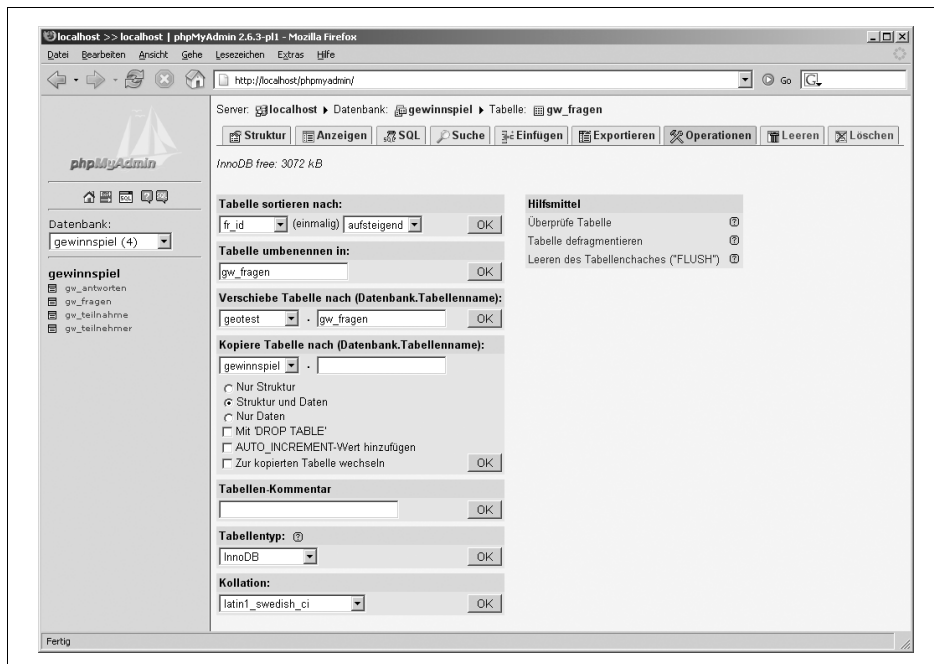 localhost >> localhost | phpMyAdmin 2.6.3-pl1 - Mozilla Firefox
Datei Bearbeiten Ansicht Gehe Lesezeichen Extras Hilfe
http://localhost/phpmyadmin/
Go
G
phpMyAdmin
SQL
Datenbank:
gewinnspiel (4)
gewinnspiel
gw_antworten
gw_fragen
gw_teilnahme
gw_teilnehmer
Server: localhost ▸ Datenbank: gewinnspiel ▸ Tabelle: gw_fragen
Struktur Anzeigen SQL Suche Einfügen Exportieren Operationen Leeren Löschen
InnoDB free: 3072 kB
Tabelle sortieren nach:
fr_id (einmalig) aufsteigend OK
Tabelle umbenennen in:
gw_fragen OK
Verschiebe Tabelle nach (Datenbank.Tabellenname):
geotest . gw_fragen OK
Kopiere Tabelle nach (Datenbank.Tabellenname):
gewinnspiel .
Nur Struktur
Struktur und Daten
Nur Daten
Mit 'DROP TABLE'
AUTO_INCREMENT-Wert hinzufügen
Zur kopierten Tabelle wechseln OK
Tabellen-Kommentar
OK
Tabellentyp: ?
InnoDB OK
Kollation:
latin1_swedish_ci OK
Hilfsmittel
Überprüfe Tabelle ?
Tabelle defragmentieren ?
Leeren des Tabellenchaches ("FLUSH") ?
Fertig